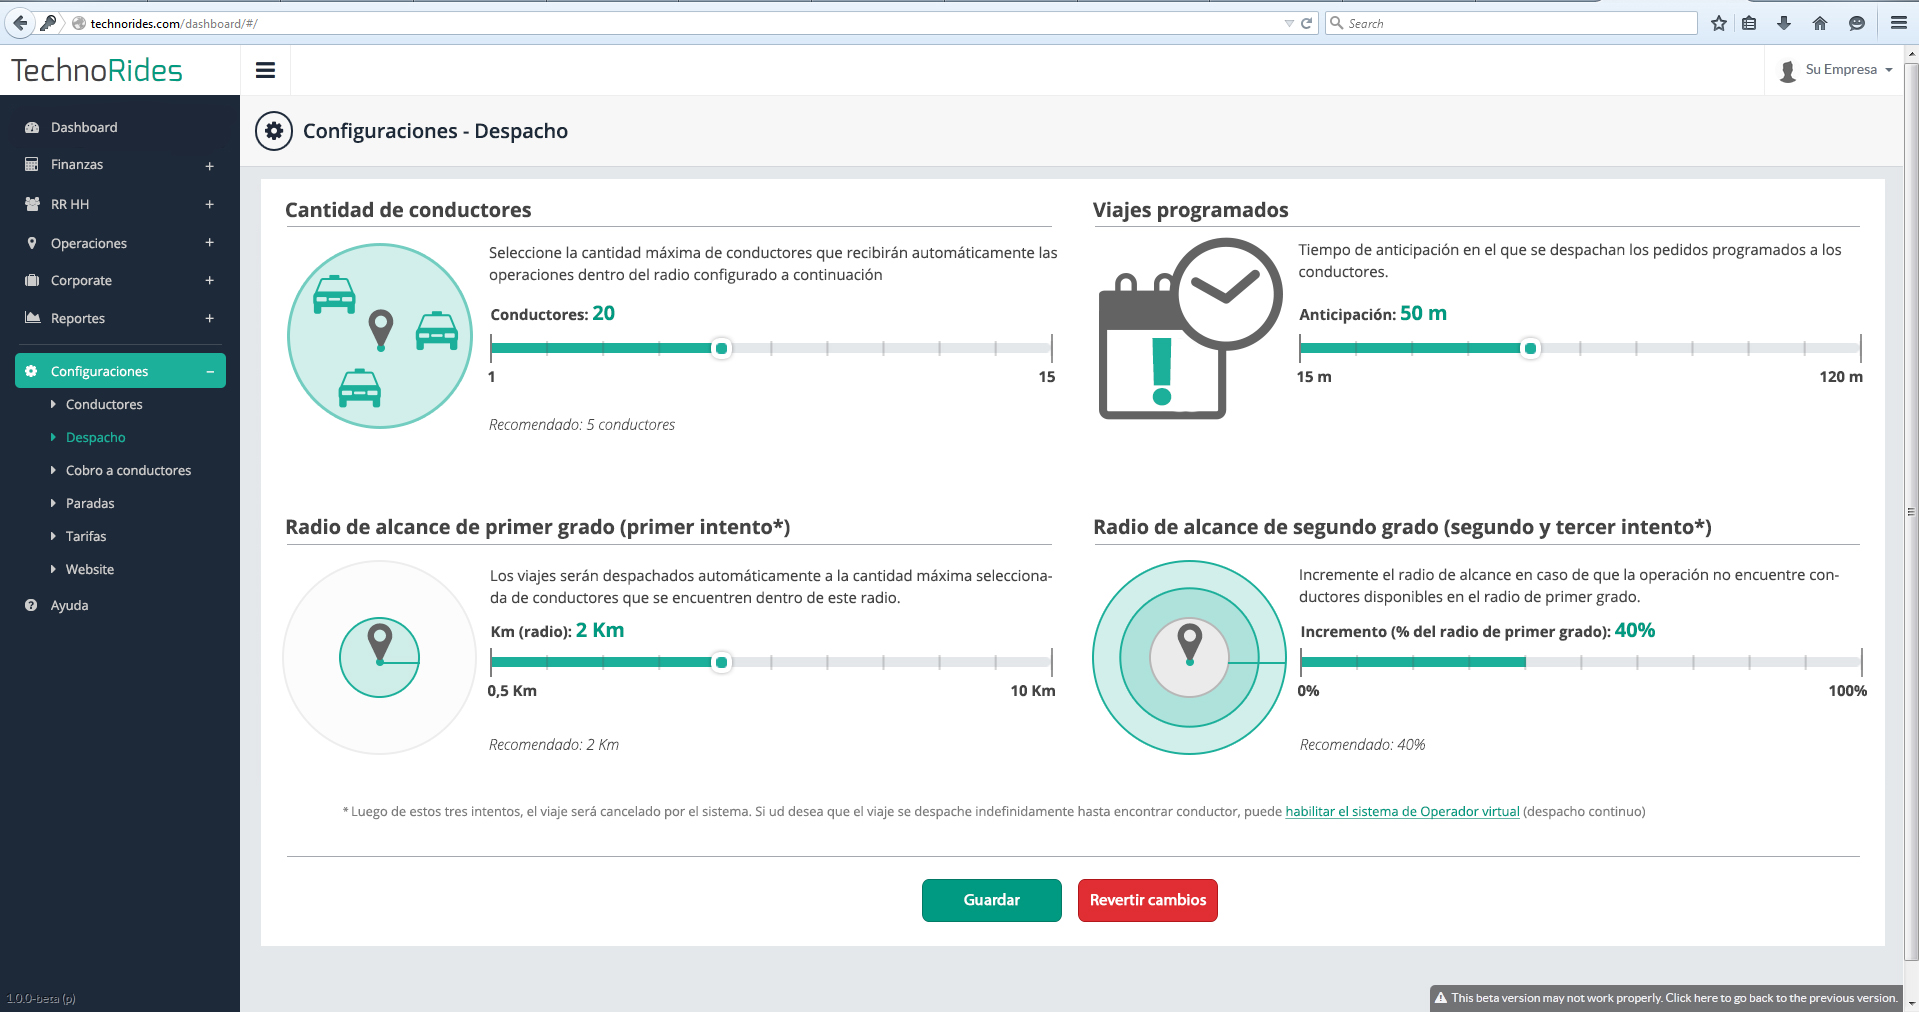 technorides.com/dashboard/#/
Search
TechnoRides
Su Empresa
Dashboard
Finanzas +
RR HH +
Operaciones +
Corporate +
Reportes +
Configuraciones –
Conductores
Despacho
Cobro a conductores
Paradas
Tarifas
Website
Ayuda
1.0.0-beta (p)
Configuraciones - Despacho
Cantidad de conductores
Seleccione la cantidad máxima de conductores que recibirán automáticamente las
operaciones dentro del radio configurado a continuación
Conductores: 20
1 15
Recomendado: 5 conductores
Viajes programados
Tiempo de anticipación en el que se despachan los pedidos programados a los
conductores.
Anticipación: 50 m
15 m 120 m
Radio de alcance de primer grado (primer intento*)
Los viajes serán despachados automáticamente a la cantidad máxima selecciona-
da de conductores que se encuentren dentro de este radio.
Km (radio): 2 Km
0,5 Km 10 Km
Recomendado: 2 Km
Radio de alcance de segundo grado (segundo y tercer intento*)
Incremente el radio de alcance en caso de que la operación no encuentre con-
ductores disponibles en el radio de primer grado.
Incremento (% del radio de primer grado): 40%
0% 100%
Recomendado: 40%
* Luego de estos tres intentos, el viaje será cancelado por el sistema. Si ud desea que el viaje se despache indefinidamente hasta encontrar conductor, puede habilitar el sistema de Operador virtual (despacho continuo)
Guardar
Revertir cambios
This beta version may not work properly. Click here to go back to the previous version.